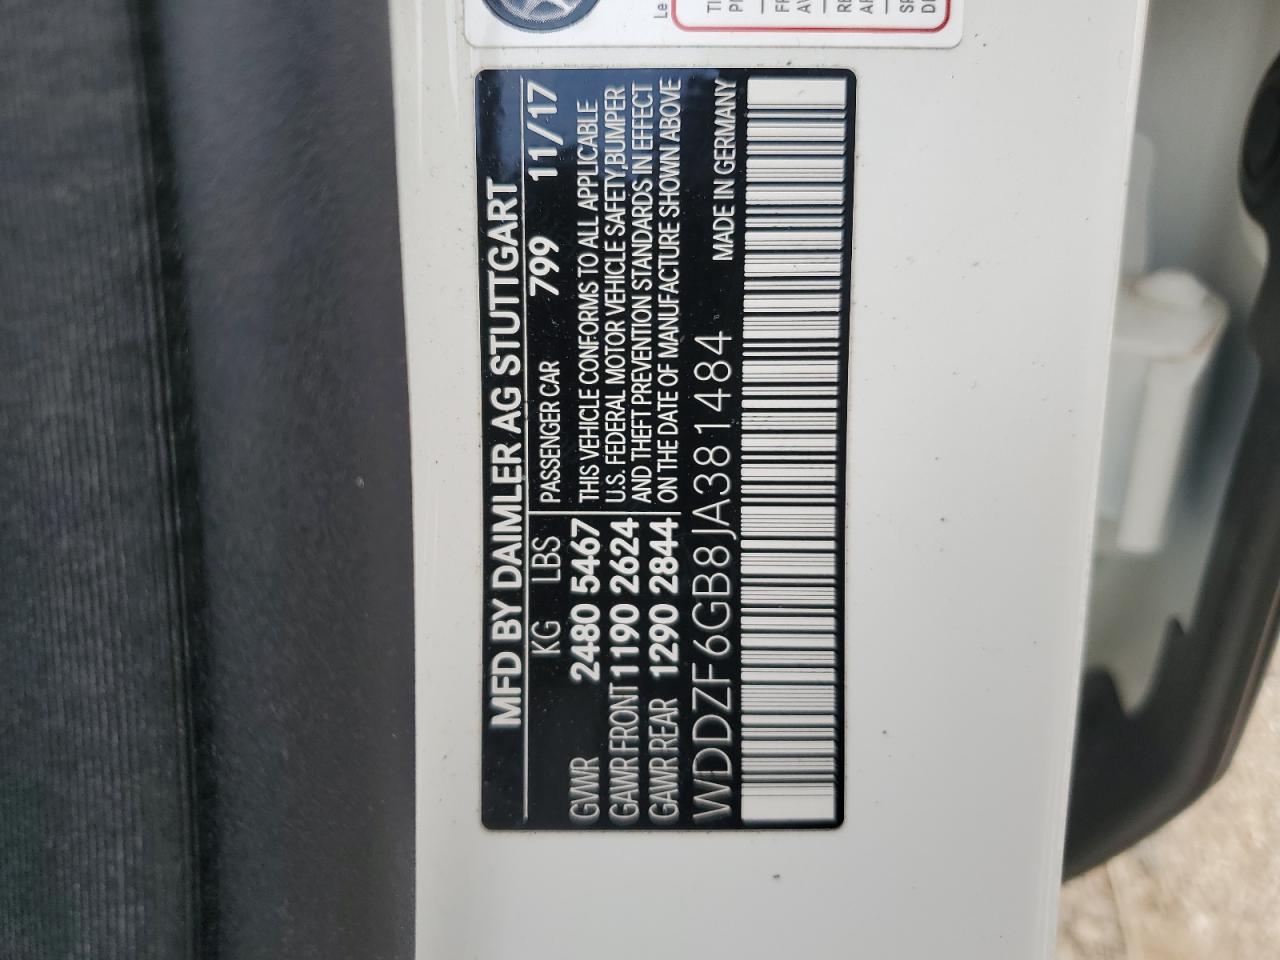 MFD BY DAIMLER AG STUTTGART
KG LBS PASSENGER CAR 799 11/17
GVWR 2480 5467
GAWR FRONT 1190 2624
GAWR REAR 1290 2844
THIS VEHICLE CONFORMS TO ALL APPLICABLE
U.S. FEDERAL MOTOR VEHICLE SAFETY,BUMPER
AND THEFT PREVENTION STANDARDS IN EFFECT
ON THE DATE OF MANUFACTURE SHOWN ABOVE
WDDZF6GB8JA381484 MADE IN GERMANY